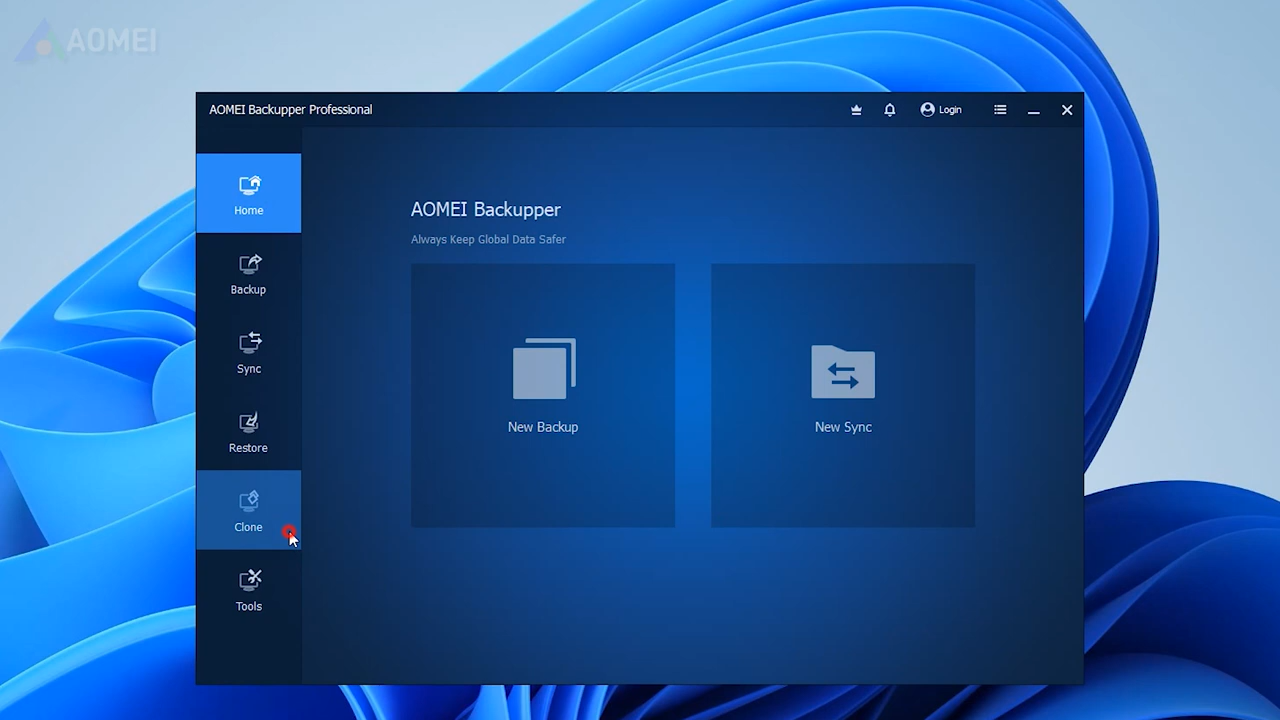 AOMEI
AOMEI Backupper Professional
Login
Home
Backup
Sync
Restore
Clone
Tools
AOMEI Backupper
Always Keep Global Data Safer
New Backup
New Sync